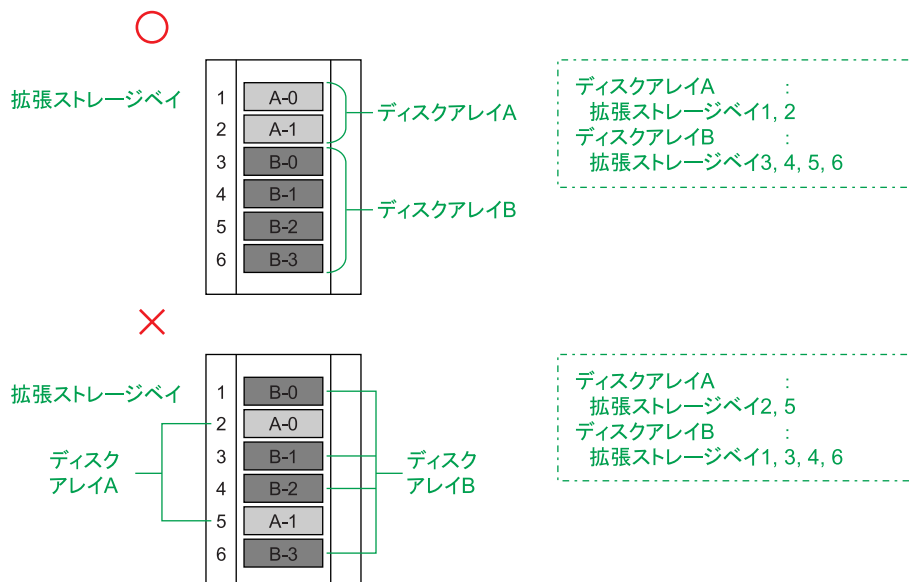 拡張ストレージベイ
1 A-0
2 A-1
3 B-0
4 B-1
5 B-2
6 B-3
ディスクアレイA
ディスクアレイB
ディスクアレイA :
拡張ストレージベイ1, 2
ディスクアレイB :
拡張ストレージベイ3, 4, 5, 6
拡張ストレージベイ
1 B-0
2 A-0
3 B-1
4 B-2
5 A-1
6 B-3
ディスク
アレイA
ディスク
アレイB
ディスクアレイA :
拡張ストレージベイ2, 5
ディスクアレイB :
拡張ストレージベイ1, 3, 4, 6